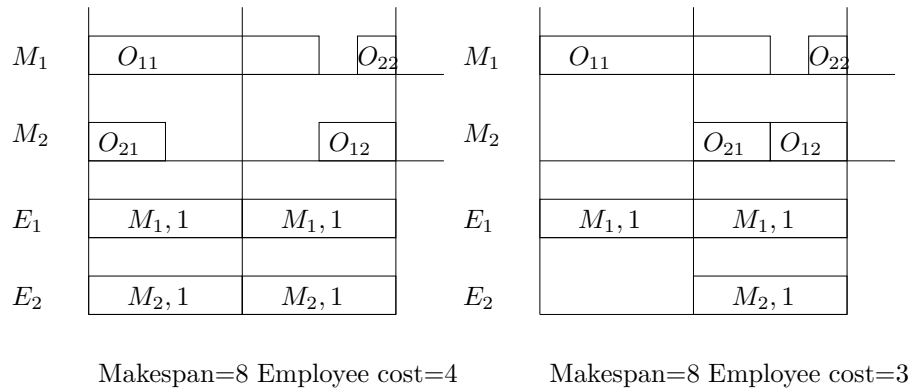 M₁ O₁₁ O₂₂ M₁ O₁₁ O₂₂
M₂ O₂₁ O₁₂ M₂ O₂₁ O₁₂
E₁ M₁, 1 M₁, 1 E₁ M₁, 1 M₁, 1
E₂ M₂, 1 M₂, 1 E₂ M₂, 1
Makespan=8 Employee cost=4 Makespan=8 Employee cost=3